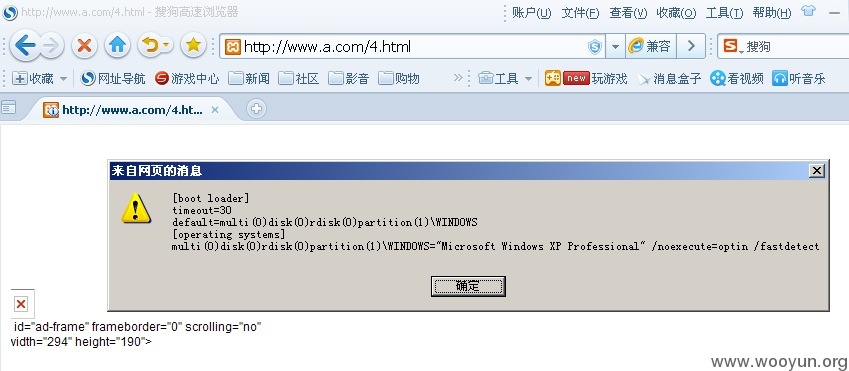 http://www.a.com/4.html - 搜狗高速浏览器
账户(U) 文件(F) 查看(V) 收藏(O) 工具(T) 帮助(H)
http://www.a.com/4.html 兼容 搜狗
收藏 网址导航 游戏中心 新闻 社区 影音 购物 » 工具 new 玩游戏 消息盒子 看视频 听音乐
http://www.a.com/4.ht...
来自网页的消息
[boot loader]
timeout=30
default=multi(0)disk(0)rdisk(0)partition(1)\WINDOWS
[operating systems]
multi(0)disk(0)rdisk(0)partition(1)\WINDOWS="Microsoft Windows XP Professional" /noexecute=optin /fastdetect
确定
id="ad-frame" frameborder="0" scrolling="no"
vidth="294" height="190">
www.wooyun.org